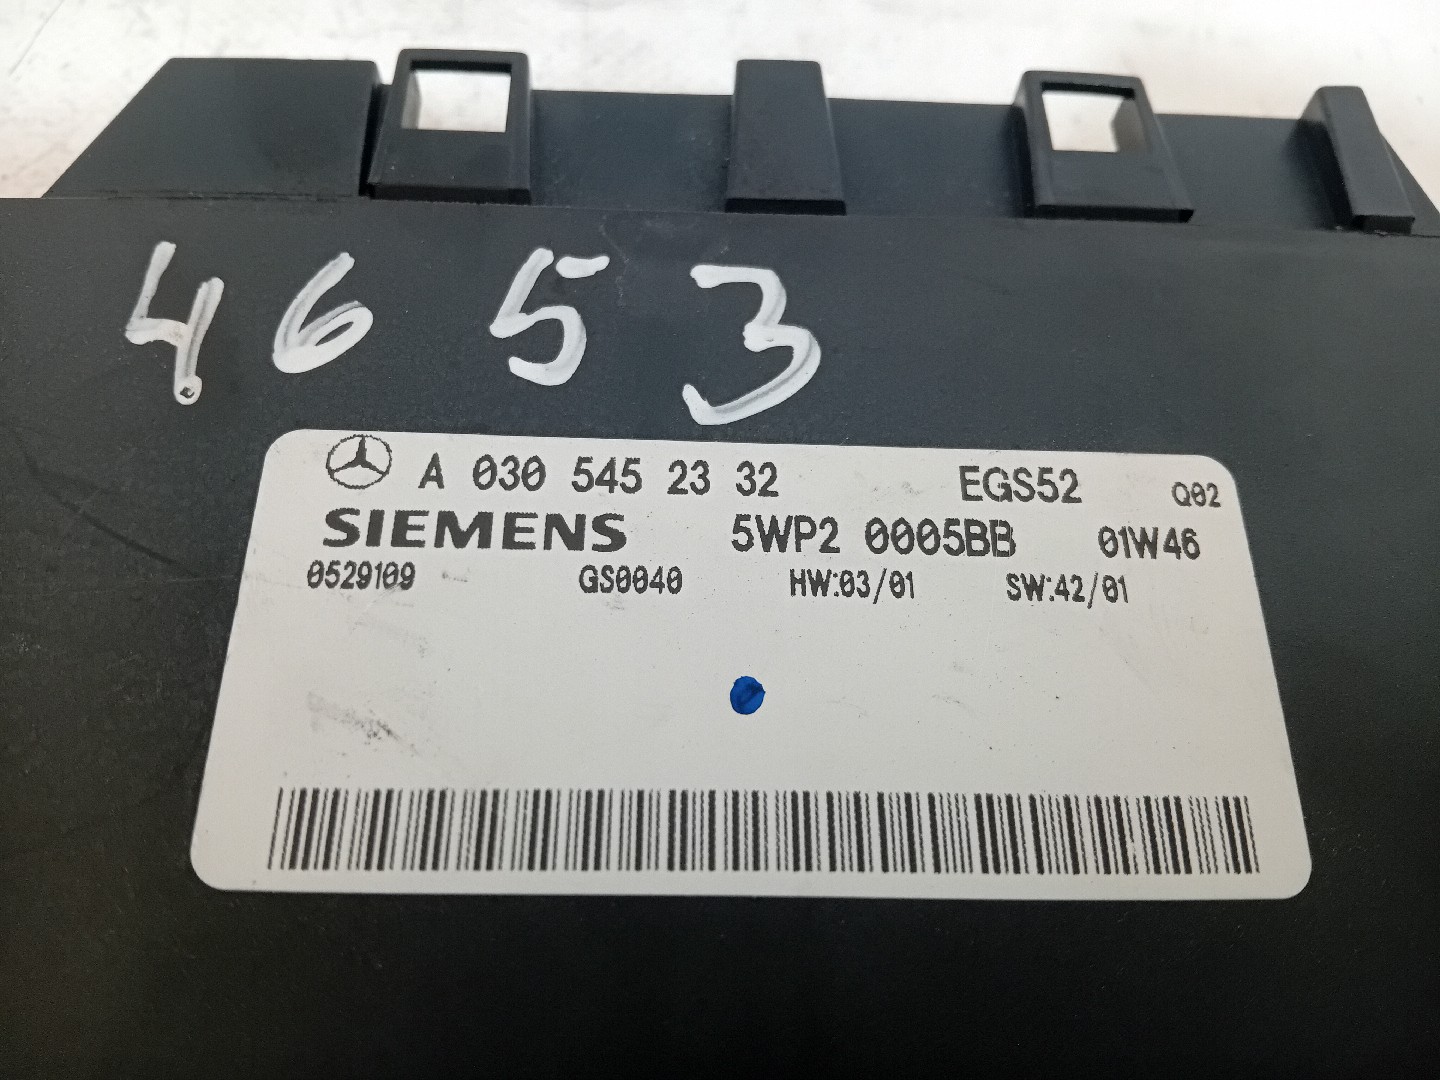 4653
A 030 545 23 32 EGS52 Q02
SIEMENS 5WP2 0005BB 01W46
0529109 GS0040 HW:03/01 SW:42/01